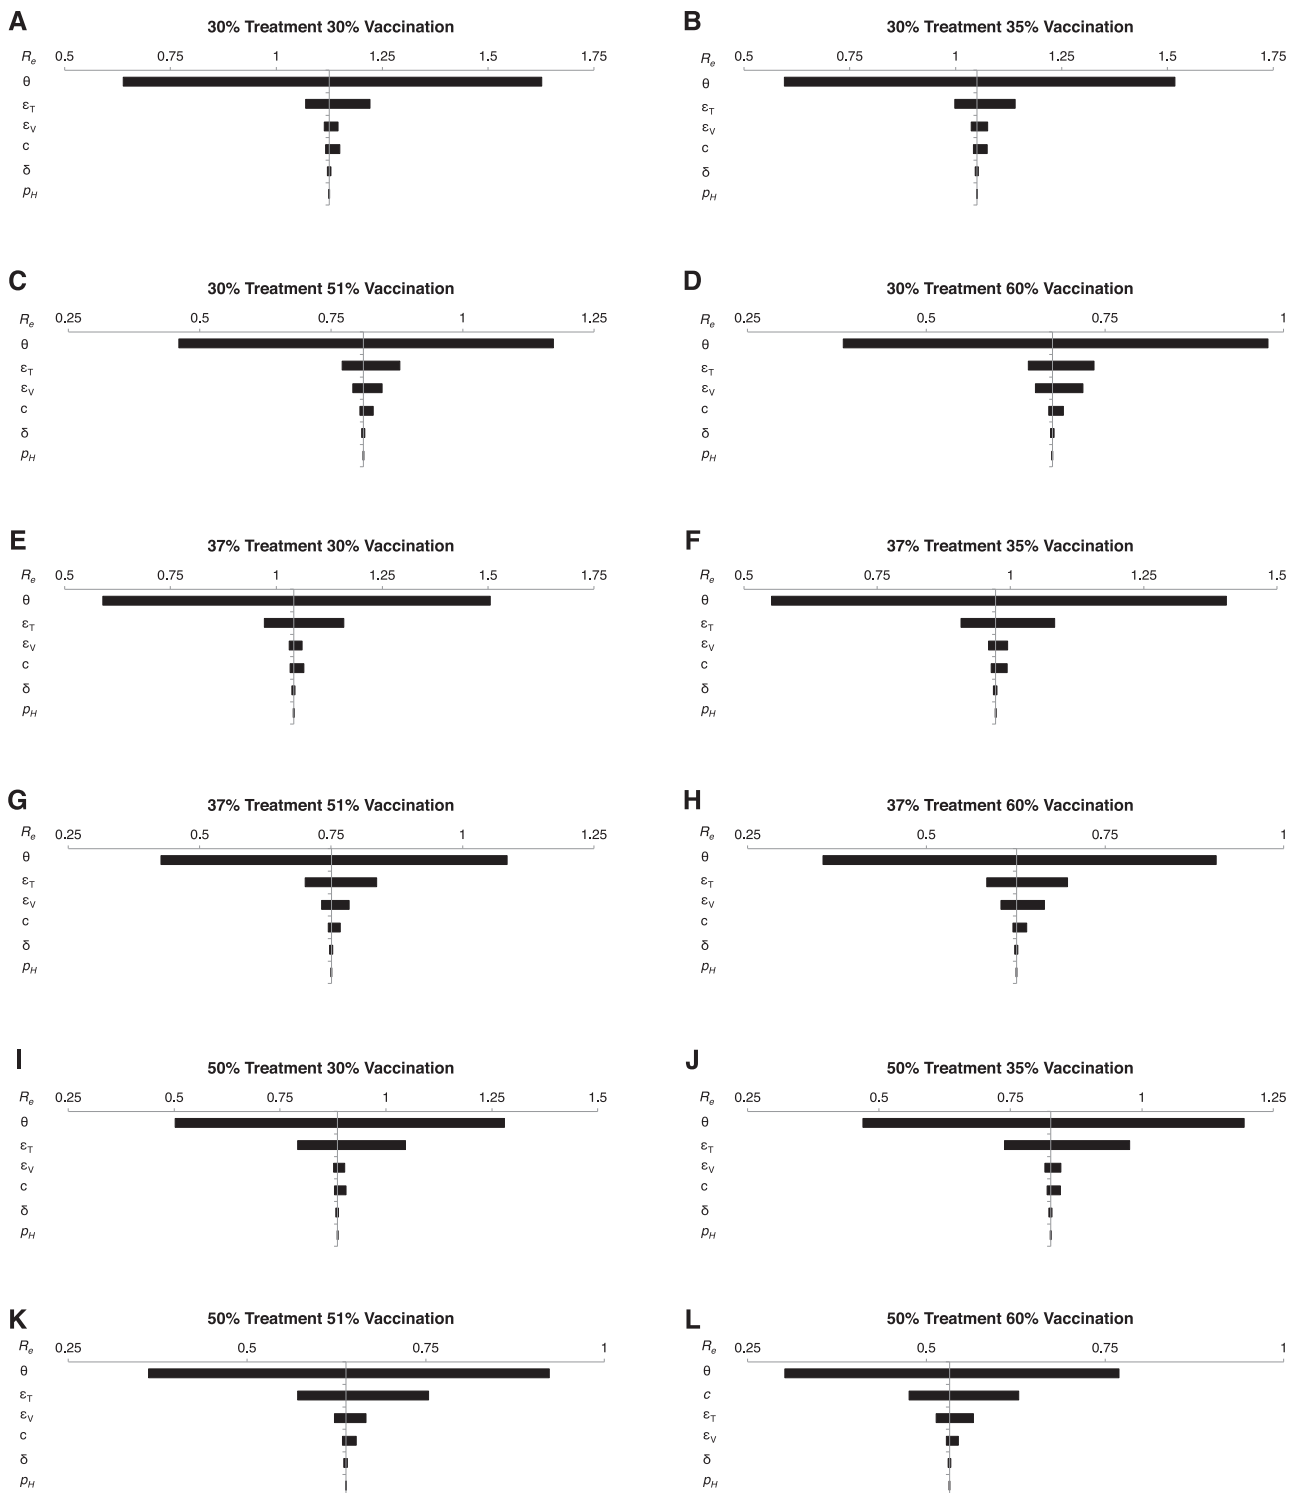 A
30% Treatment 30% Vaccination
Re 0.5 0.75 1 1.25 1.5 1.75
θ
εT
εV
c
δ
pH
B
30% Treatment 35% Vaccination
Re 0.5 0.75 1 1.25 1.5 1.75
θ
εT
εV
c
δ
pH
C
30% Treatment 51% Vaccination
Re 0.25 0.5 0.75 1 1.25
θ
εT
εV
c
δ
pH
D
30% Treatment 60% Vaccination
Re 0.25 0.5 0.75 1
θ
εT
εV
c
δ
pH
E
37% Treatment 30% Vaccination
Re 0.5 0.75 1 1.25 1.5 1.75
θ
εT
εV
c
δ
pH
F
37% Treatment 35% Vaccination
Re 0.5 0.75 1 1.25 1.5
θ
εT
εV
c
δ
pH
G
37% Treatment 51% Vaccination
Re 0.25 0.5 0.75 1 1.25
θ
εT
εV
c
δ
pH
H
37% Treatment 60% Vaccination
Re 0.25 0.5 0.75 1
θ
εT
εV
c
δ
pH
I
50% Treatment 30% Vaccination
Re 0.25 0.5 0.75 1 1.25 1.5
θ
εT
εV
c
δ
pH
J
50% Treatment 35% Vaccination
Re 0.25 0.5 0.75 1 1.25
θ
εT
εV
c
δ
pH
K
50% Treatment 51% Vaccination
Re 0.25 0.5 0.75 1
θ
εT
εV
c
δ
pH
L
50% Treatment 60% Vaccination
Re 0.25 0.5 0.75 1
θ
c
εT
εV
δ
pH